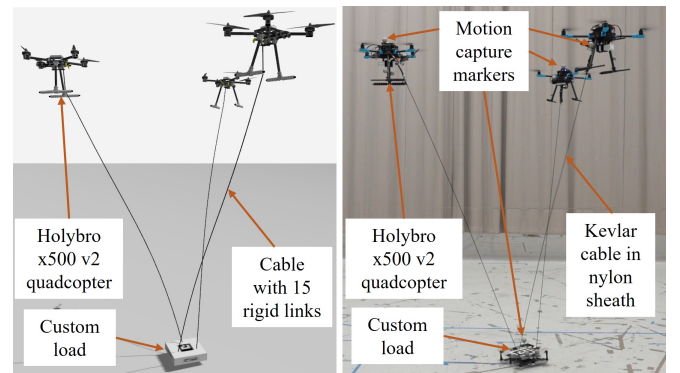 Motion
capture
markers
Holybro
x500 v2
quadcopter
Cable
with 15
rigid links
Custom
load
Holybro
x500 v2
quadcopter
Kevlar
cable in
nylon
sheath
Custom
load